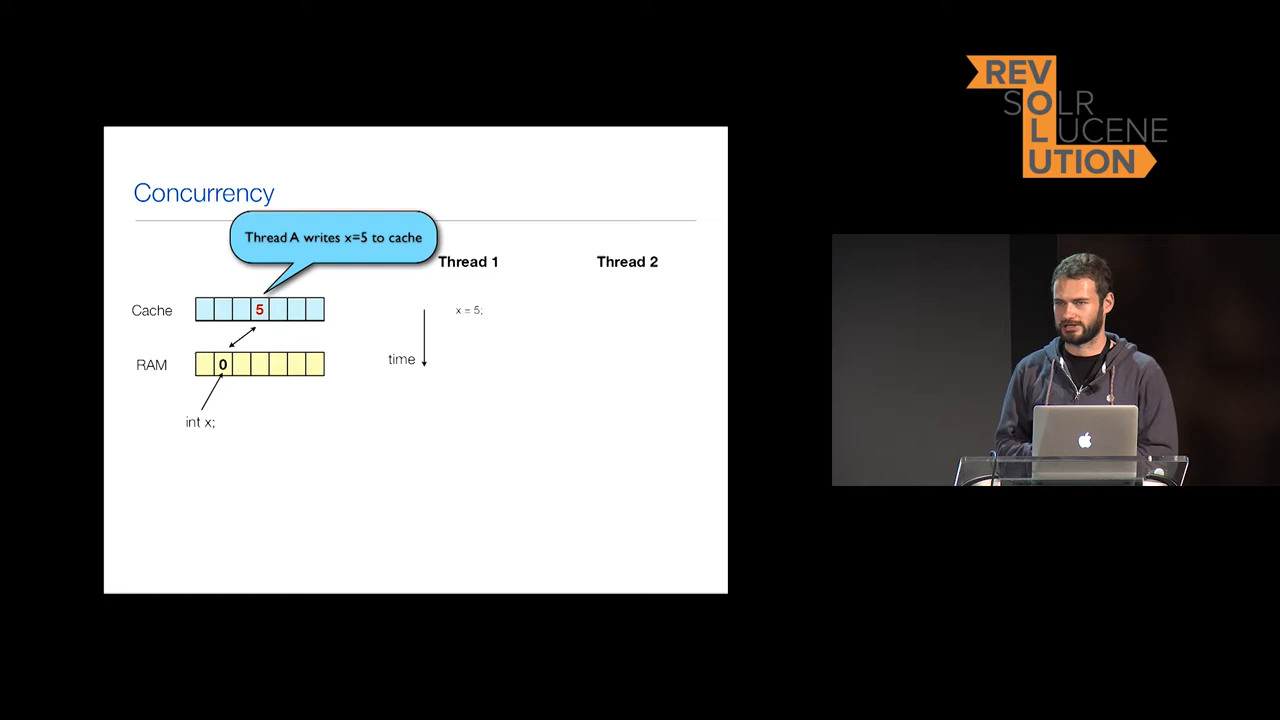 REV
SOLR
LUCENE
UTION
Concurrency
Thread A writes x=5 to cache
Thread 1
Thread 2
Cache
5
x = 5;
RAM
0
time
int x;